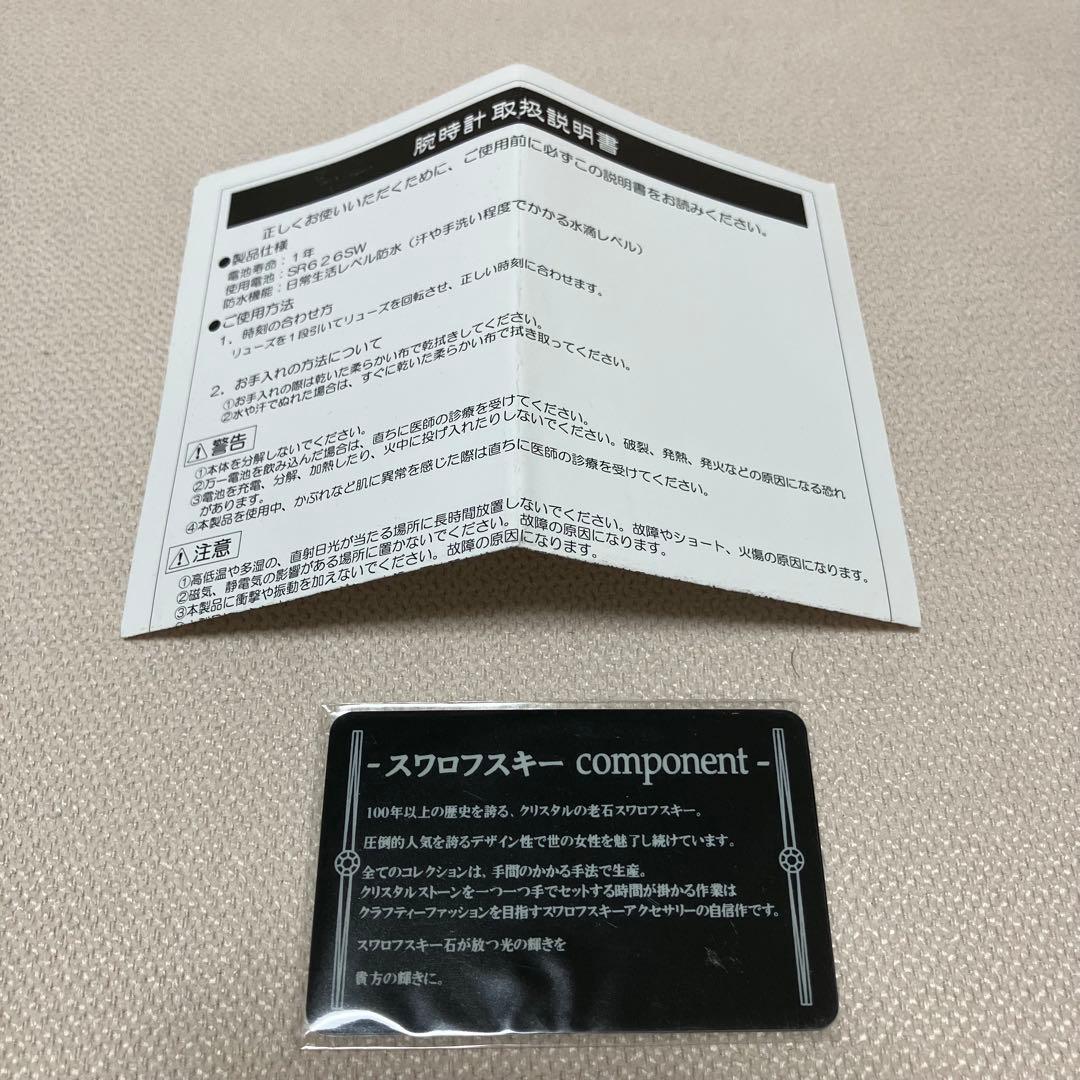 腕時計取扱説明書
正しくお使いいただくために、ご使用前に必ずこの説明書をお読みください。
●製品仕様
電池寿命：1年
使用電池：SR626SW
防水機能：日常生活レベル防水（汗や手洗い程度でかかる水滴レベル）
●ご使用方法
1．時刻の合わせ方
リューズを1段引いてリューズを回転させ、正しい時刻に合わせます。
2．お手入れの方法について
①お手入れの際は乾いた柔らかい布で乾拭きしてください。
②水や汗でぬれた場合は、すぐに乾いた柔らかい布で拭き取ってください。
⚠警告
①本体を分解しないでください。
②万一電池を飲み込んだ場合は、直ちに医師の診療を受けてください。
③電池を充電、分解、加熱したり、火中に投げ入れたりしないでください。破裂、発熱、発火などの原因になる恐れ
があります。
④本製品を使用中、かぶれなど肌に異常を感じた際は直ちに医師の診療を受けてください。
⚠注意
①高低温や多湿の、直射日光が当たる場所に長時間放置しないでください。故障やショート、火傷の原因になります。
②磁気、静電気の影響がある場所に置かないでください。故障の原因になります。
③本製品に衝撃や振動を加えないでください。故障の原因になります。
- スワロフスキー component -
100年以上の歴史を誇る、クリスタルの老石スワロフスキー。
圧倒的人気を誇るデザイン性で世の女性を魅了し続けています。
全てのコレクションは、手間のかかる手法で生産。
クリスタルストーンを一つ一つ手でセットする時間が掛かる作業は
クラフティーファッションを目指すスワロフスキーアクセサリーの自信作です。
スワロフスキー石が放つ光の輝きを
貴方の輝きに。